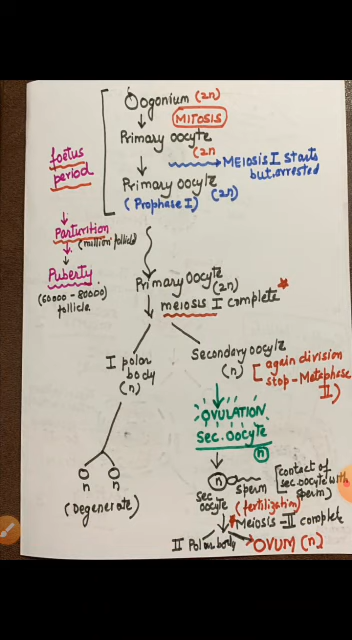 Oogonium (2n)
MITOSIS
Primary oocyte
(2n
foetus
period
MEIOSIS I starts
but arrested
Primary oocyte
(Prophase I) (2n)
Parturition
(million follicle)
Puberty
(60000 - 80000)
follicle.
Primary oocyte
(2n)
meiosis I complete
I polar
body
(n)
Secondary oocyte
(n)
[again division
stop - Metaphase
II)
OVULATION
Sec. oocyte
(n)
n
sperm
[contact of
sec. oocyte with
sperm)
sec
oocyte
(fertilization)
Meiosis - II complete
n n
(Degenerate)
II Polar body
OVUM (n)